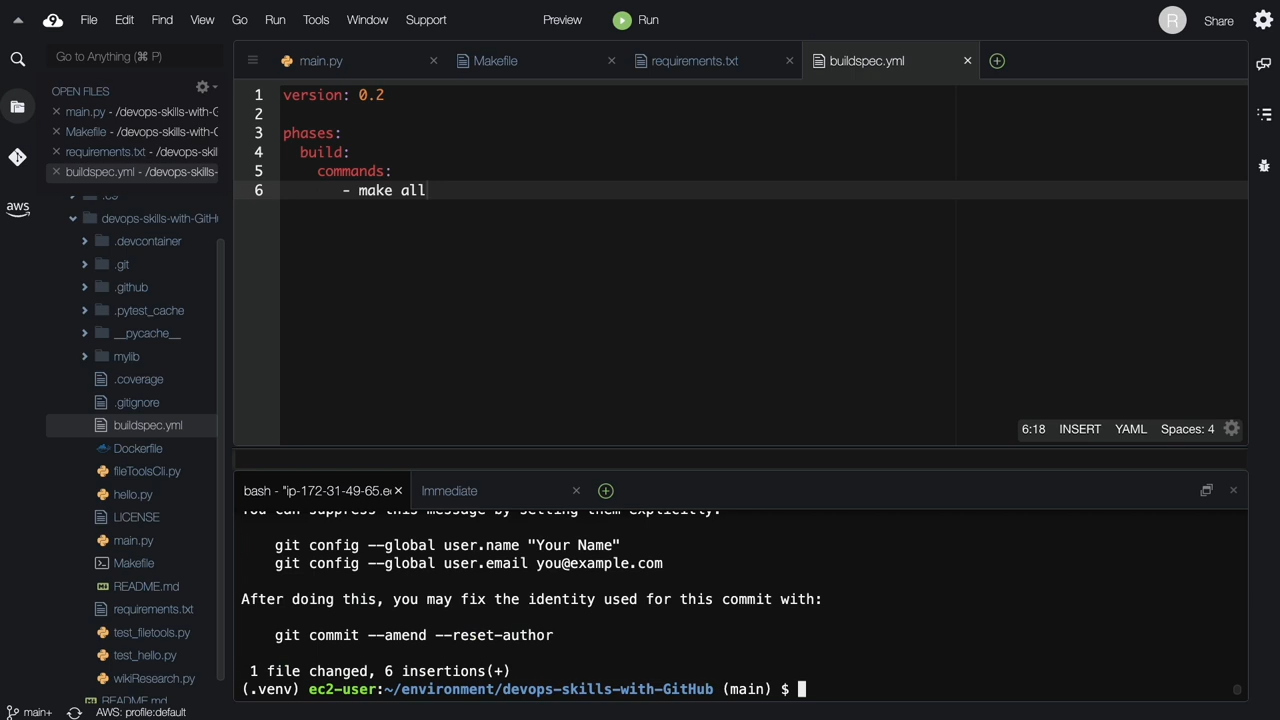 File Edit Find View Go Run Tools Window Support Preview Run R Share
Go to Anything (⌘ P)
main.py Makefile requirements.txt buildspec.yml
OPEN FILES
main.py - /devops-skills-with-G
Makefile - /devops-skills-with-G
requirements.txt - /devops-skil
buildspec.yml - /devops-skills-
aws
devops-skills-with-GitH
.devcontainer
.git
.github
.pytest_cache
__pycache__
mylib
.coverage
.gitignore
buildspec.yml
Dockerfile
fileToolsCli.py
hello.py
LICENSE
main.py
Makefile
README.md
requirements.txt
test_filetools.py
test_hello.py
wikiResearch.py
README.md
main+ AWS: profile:default
1 version: 0.2
2
3 phases:
4 build:
5 commands:
6 - make all
6:18 INSERT YAML Spaces: 4
bash - "ip-172-31-49-65.e Immediate
You can suppress this message by setting them explicitly.
git config --global user.name "Your Name"
git config --global user.email you@example.com
After doing this, you may fix the identity used for this commit with:
git commit --amend --reset-author
1 file changed, 6 insertions(+)
(.venv) ec2-user:~/environment/devops-skills-with-GitHub (main) $